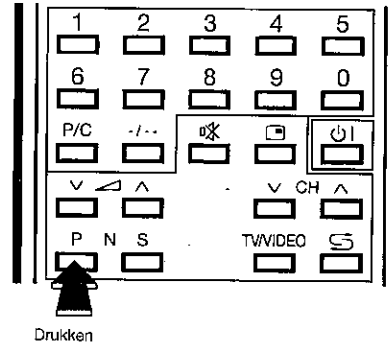 1 2 3 4 5
6 7 8 9 0
P/C -/--
CH
P N S TV/VIDEO
Drukken